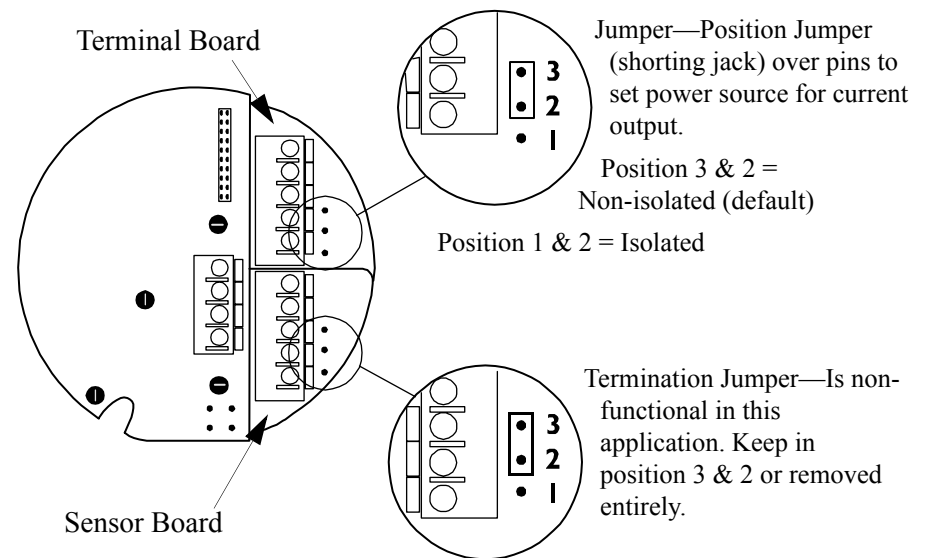 Terminal Board
3
2
1
Jumper—Position Jumper
(shorting jack) over pins to
set power source for current
output.
Position 3 & 2 =
Non-isolated (default)
Position 1 & 2 = Isolated
Sensor Board
3
2
1
Termination Jumper—Is non-
functional in this
application. Keep in
position 3 & 2 or removed
entirely.